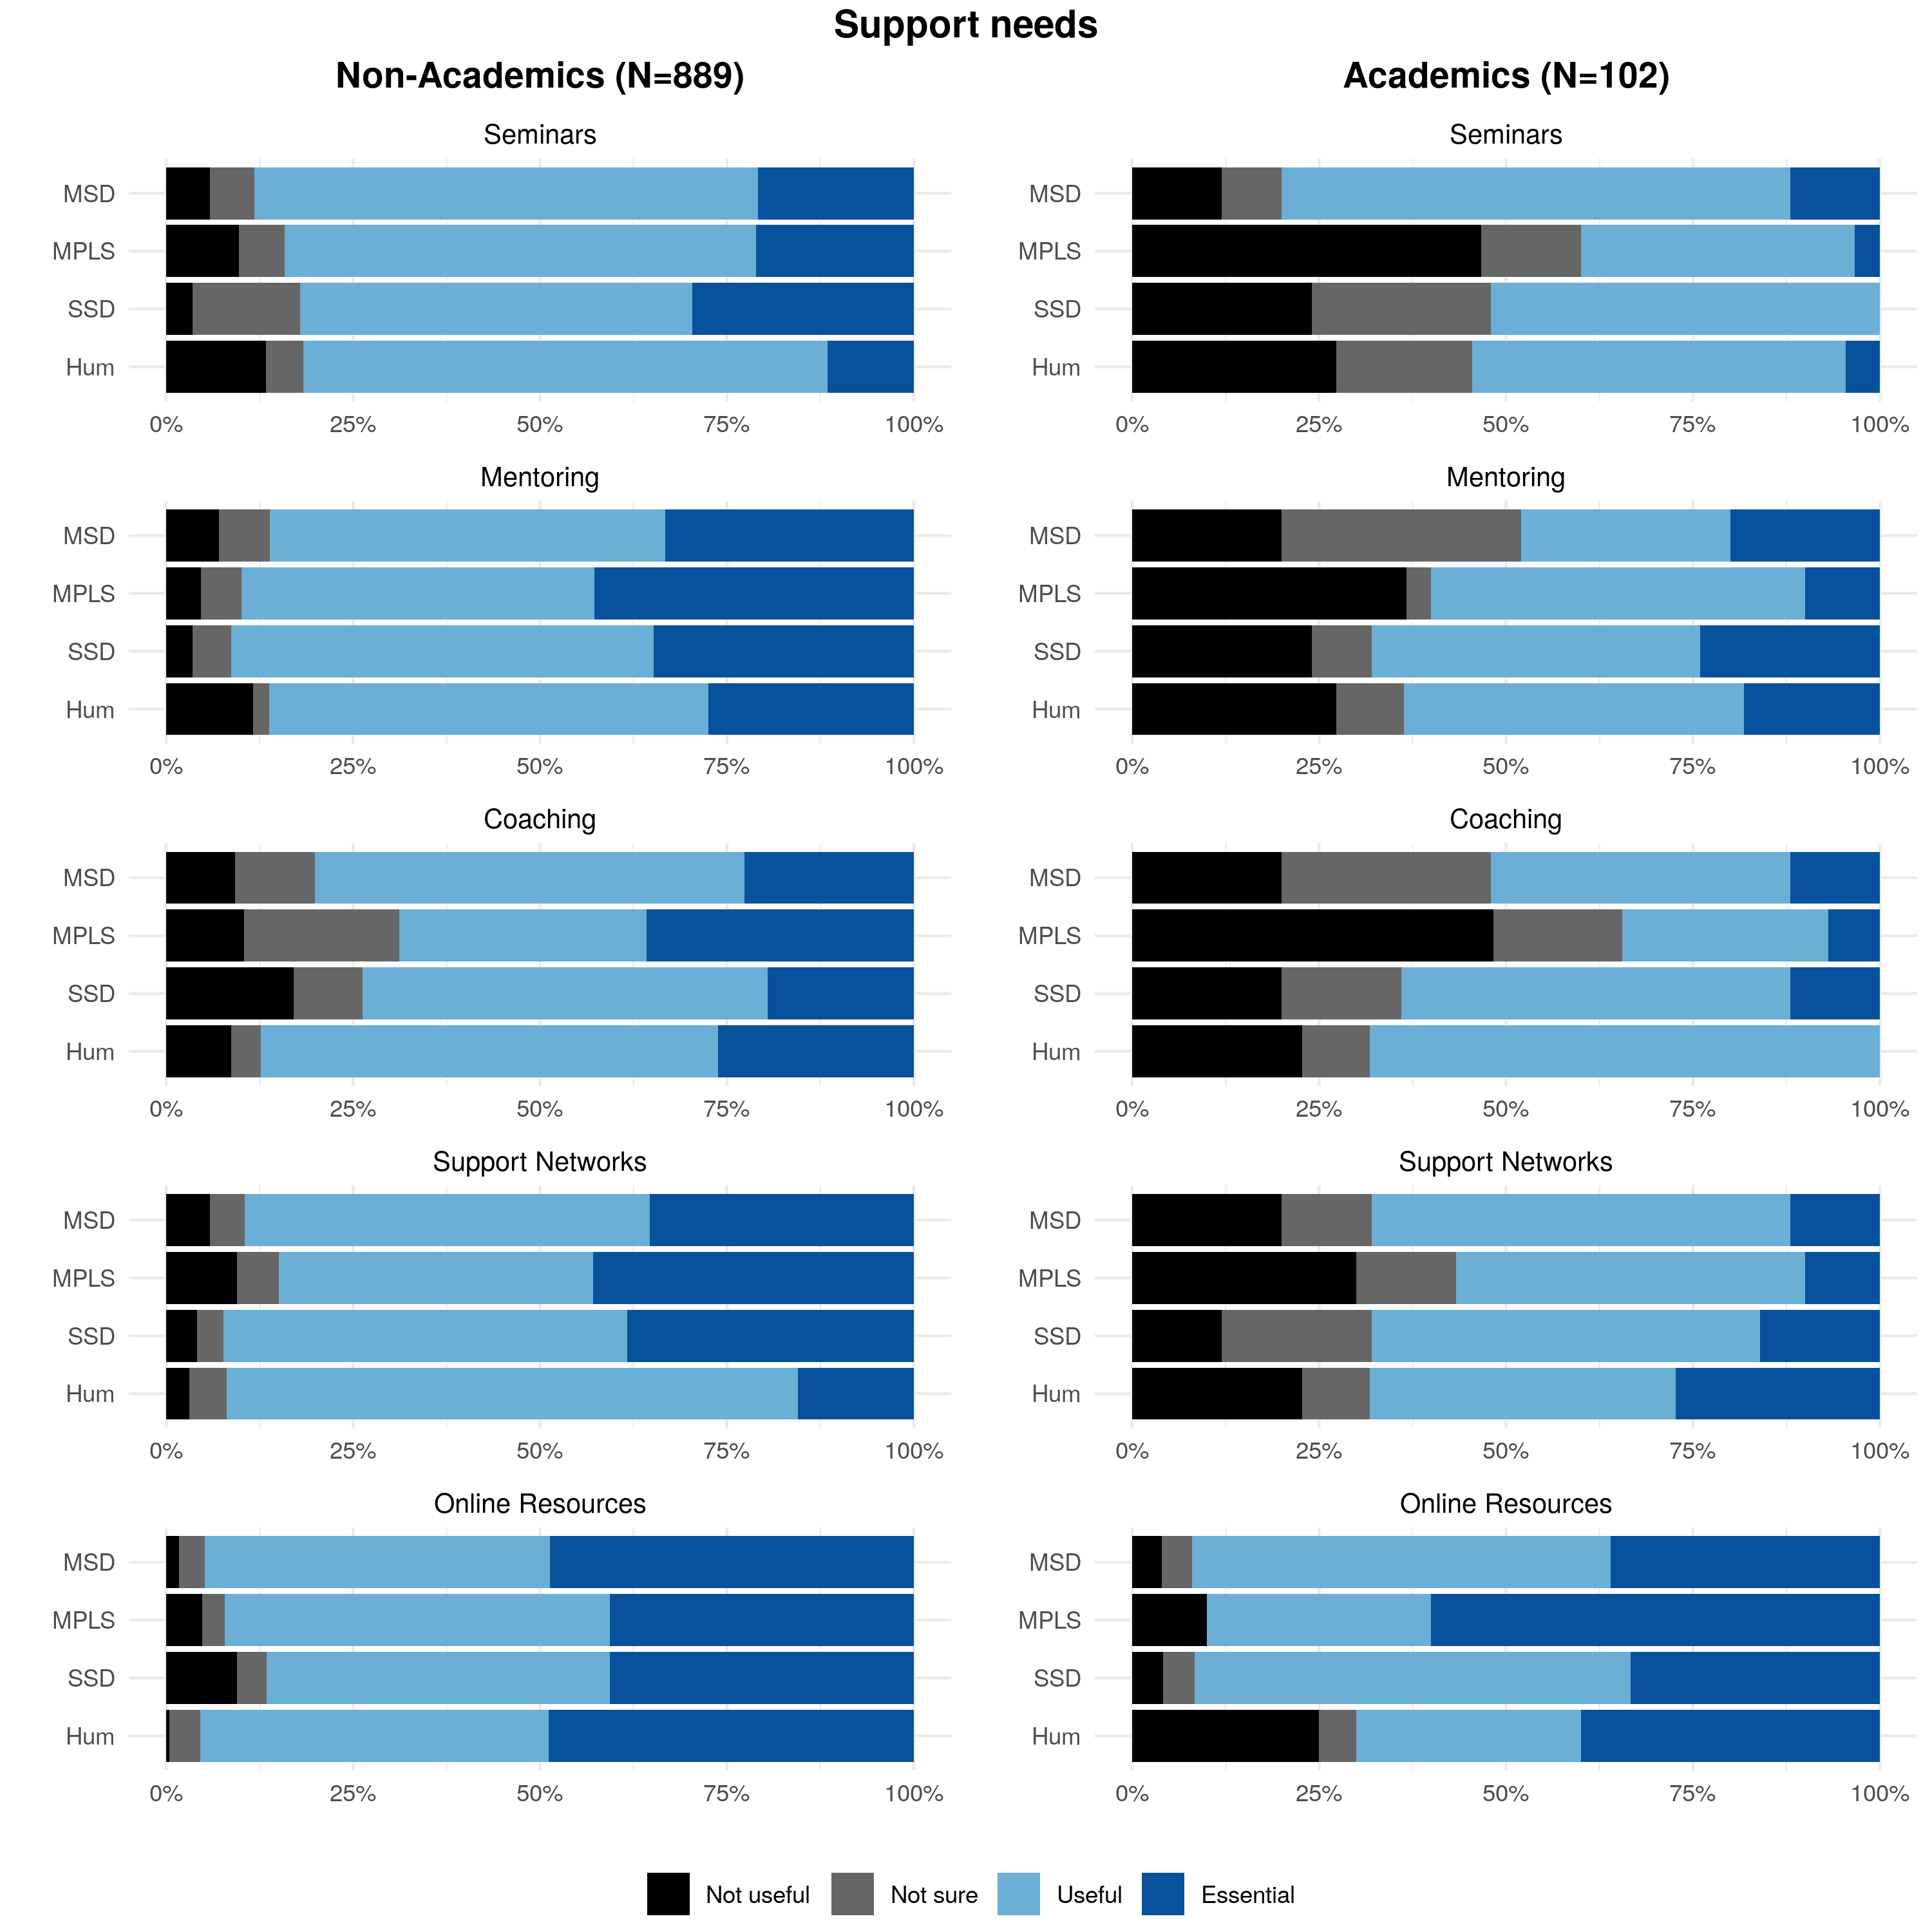 Support needs
Non-Academics (N=889)
Academics (N=102)
Seminars
MSD
MPLS
SSD
Hum
0% 25% 50% 75% 100%
Seminars
MSD
MPLS
SSD
Hum
0% 25% 50% 75% 100%
Mentoring
MSD
MPLS
SSD
Hum
0% 25% 50% 75% 100%
Mentoring
MSD
MPLS
SSD
Hum
0% 25% 50% 75% 100%
Coaching
MSD
MPLS
SSD
Hum
0% 25% 50% 75% 100%
Coaching
MSD
MPLS
SSD
Hum
0% 25% 50% 75% 100%
Support Networks
MSD
MPLS
SSD
Hum
0% 25% 50% 75% 100%
Support Networks
MSD
MPLS
SSD
Hum
0% 25% 50% 75% 100%
Online Resources
MSD
MPLS
SSD
Hum
0% 25% 50% 75% 100%
Online Resources
MSD
MPLS
SSD
Hum
0% 25% 50% 75% 100%
Not useful Not sure Useful Essential